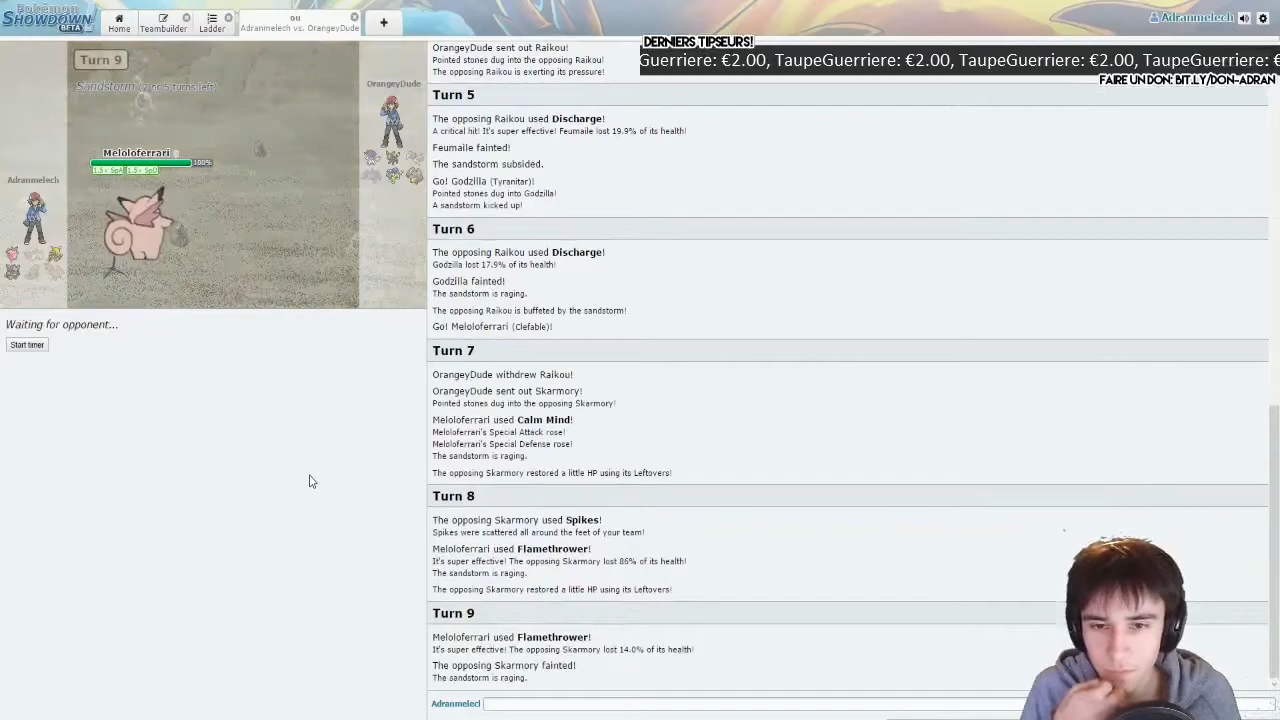 Pokémon
SHOWDOWN
BETA
Home
Teambuilder
Ladder
ou
Adranmelech vs. OrangeyDude
+
Adranmelech
DERNIERS TIPSEURS!
Guerriere: €2.00, TaupeGuerriere: €2.00, TaupeGuerriere: €2.00, TaupeGuerriere: €
FAIRE UN DON: BIT.LY/DON-ADRAN
Turn 9
OrangeyDude
Meloloferrari
100%
1.5× SpA 1.5× SpD
Adranmelech
Waiting for opponent...
Start timer
OrangeyDude sent out Raikou!
Pointed stones dug into the opposing Raikou!
The opposing Raikou is exerting its pressure!
Turn 5
The opposing Raikou used Discharge!
A critical hit! It's super effective! Feumaile lost 19.9% of its health!
Feumaile fainted!
The sandstorm subsided.
Go! Godzilla (Tyranitar)!
Pointed stones dug into Godzilla!
A sandstorm kicked up!
Turn 6
The opposing Raikou used Discharge!
Godzilla lost 17.9% of its health!
Godzilla fainted!
The sandstorm is raging.
The opposing Raikou is buffeted by the sandstorm!
Go! Meloloferrari (Clefable)!
Turn 7
OrangeyDude withdrew Raikou!
OrangeyDude sent out Skarmory!
Pointed stones dug into the opposing Skarmory!
Meloloferrari used Calm Mind!
Meloloferrari's Special Attack rose!
Meloloferrari's Special Defense rose!
The sandstorm is raging.
The opposing Skarmory restored a little HP using its Leftovers!
Turn 8
The opposing Skarmory used Spikes!
Spikes were scattered all around the feet of your team!
Meloloferrari used Flamethrower!
It's super effective! The opposing Skarmory lost 86% of its health!
The sandstorm is raging.
The opposing Skarmory restored a little HP using its Leftovers!
Turn 9
Meloloferrari used Flamethrower!
It's super effective! The opposing Skarmory lost 14.0% of its health!
The opposing Skarmory fainted!
The sandstorm is raging.
Adranmelecl